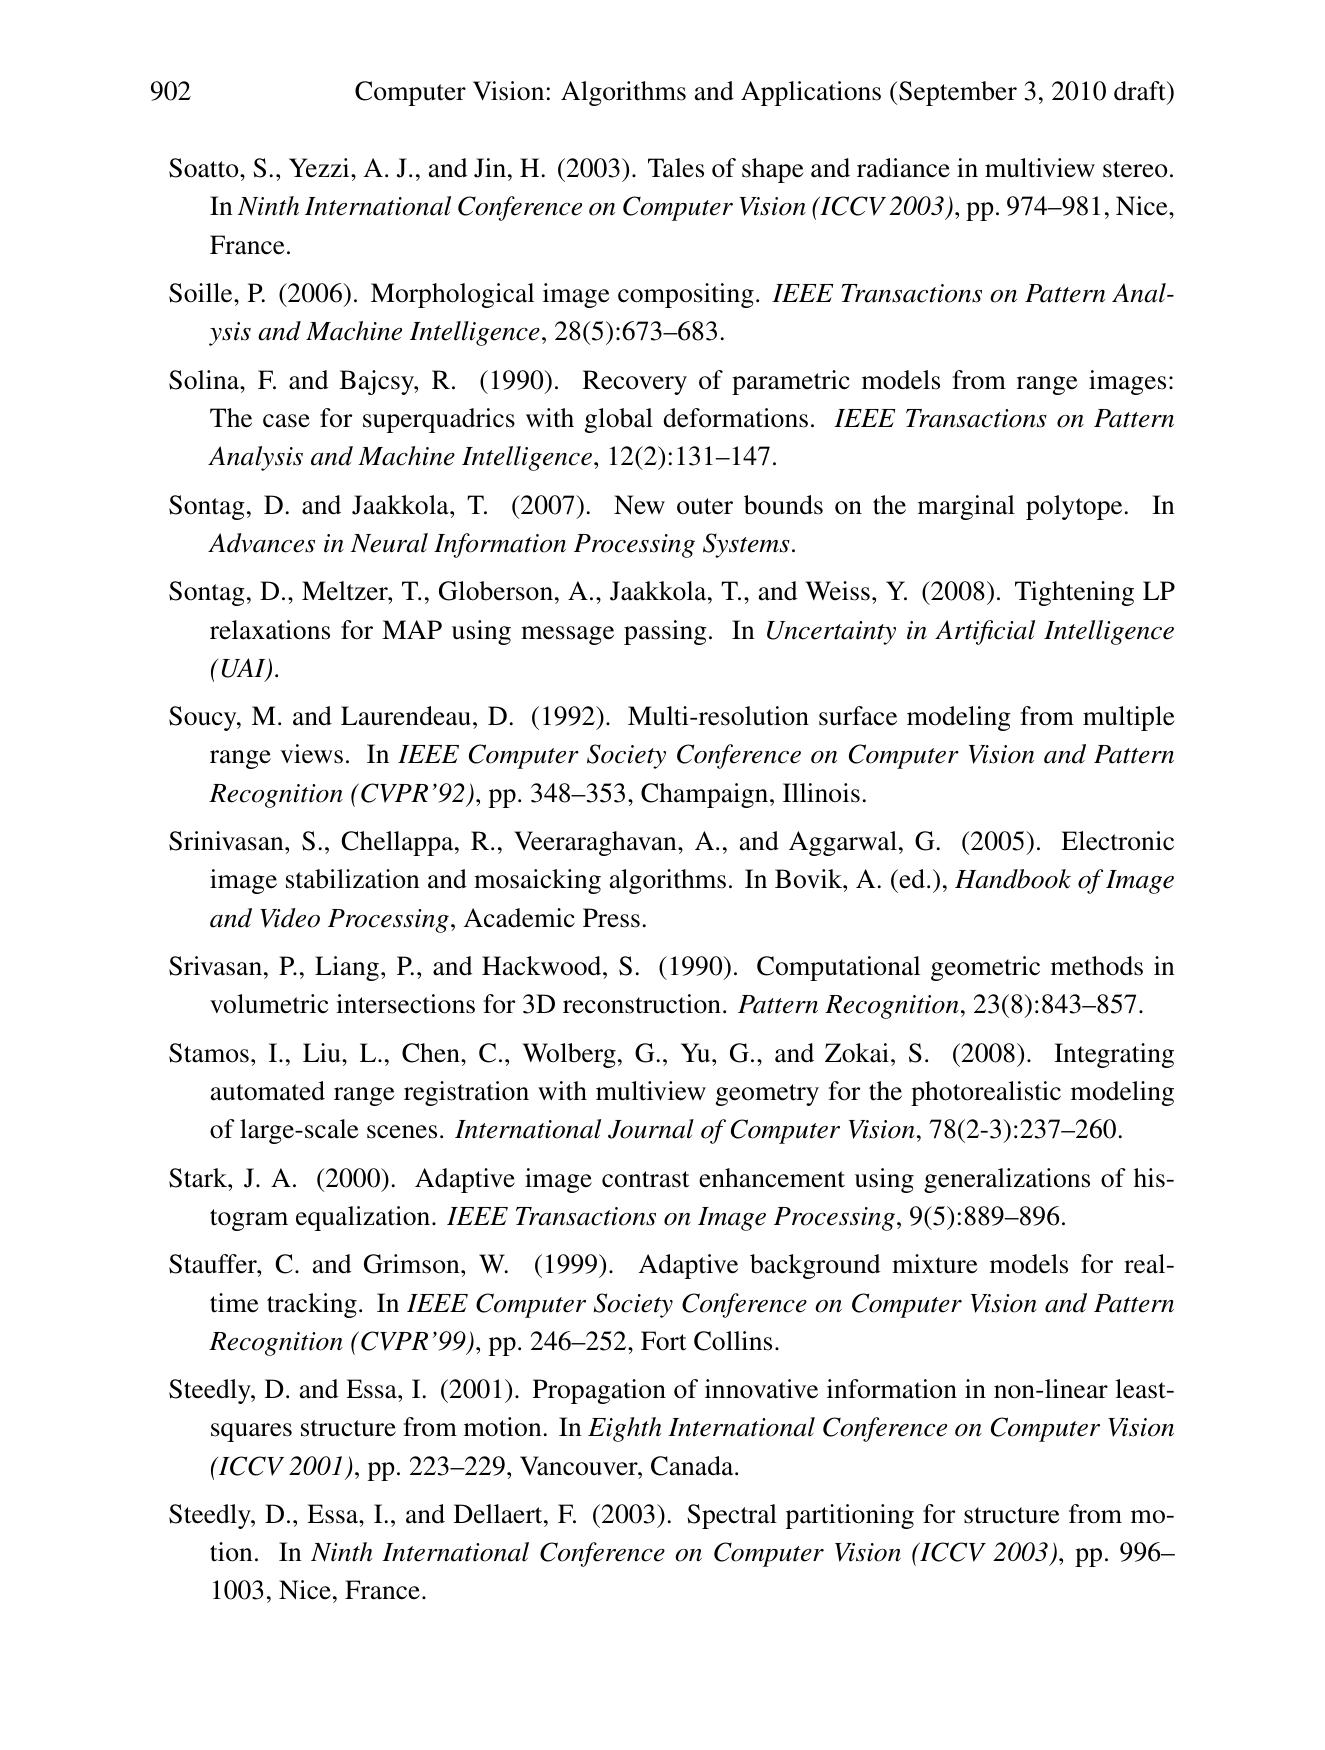 902 Computer Vision: Algorithms and Applications (September 3, 2010 draft)
Soatto, S., Yezzi, A. J., and Jin, H. (2003). Tales of shape and radiance in multiview stereo.
In Ninth International Conference on Computer Vision (ICCV 2003), pp. 974–981, Nice,
France.
Soille, P. (2006). Morphological image compositing. IEEE Transactions on Pattern Anal-
ysis and Machine Intelligence, 28(5):673–683.
Solina, F. and Bajcsy, R. (1990). Recovery of parametric models from range images:
The case for superquadrics with global deformations. IEEE Transactions on Pattern
Analysis and Machine Intelligence, 12(2):131–147.
Sontag, D. and Jaakkola, T. (2007). New outer bounds on the marginal polytope. In
Advances in Neural Information Processing Systems.
Sontag, D., Meltzer, T., Globerson, A., Jaakkola, T., and Weiss, Y. (2008). Tightening LP
relaxations for MAP using message passing. In Uncertainty in Artificial Intelligence
(UAI).
Soucy, M. and Laurendeau, D. (1992). Multi-resolution surface modeling from multiple
range views. In IEEE Computer Society Conference on Computer Vision and Pattern
Recognition (CVPR’92), pp. 348–353, Champaign, Illinois.
Srinivasan, S., Chellappa, R., Veeraraghavan, A., and Aggarwal, G. (2005). Electronic
image stabilization and mosaicking algorithms. In Bovik, A. (ed.), Handbook of Image
and Video Processing, Academic Press.
Srivasan, P., Liang, P., and Hackwood, S. (1990). Computational geometric methods in
volumetric intersections for 3D reconstruction. Pattern Recognition, 23(8):843–857.
Stamos, I., Liu, L., Chen, C., Wolberg, G., Yu, G., and Zokai, S. (2008). Integrating
automated range registration with multiview geometry for the photorealistic modeling
of large-scale scenes. International Journal of Computer Vision, 78(2-3):237–260.
Stark, J. A. (2000). Adaptive image contrast enhancement using generalizations of his-
togram equalization. IEEE Transactions on Image Processing, 9(5):889–896.
Stauffer, C. and Grimson, W. (1999). Adaptive background mixture models for real-
time tracking. In IEEE Computer Society Conference on Computer Vision and Pattern
Recognition (CVPR’99), pp. 246–252, Fort Collins.
Steedly, D. and Essa, I. (2001). Propagation of innovative information in non-linear least-
squares structure from motion. In Eighth International Conference on Computer Vision
(ICCV 2001), pp. 223–229, Vancouver, Canada.
Steedly, D., Essa, I., and Dellaert, F. (2003). Spectral partitioning for structure from mo-
tion. In Ninth International Conference on Computer Vision (ICCV 2003), pp. 996–
1003, Nice, France.